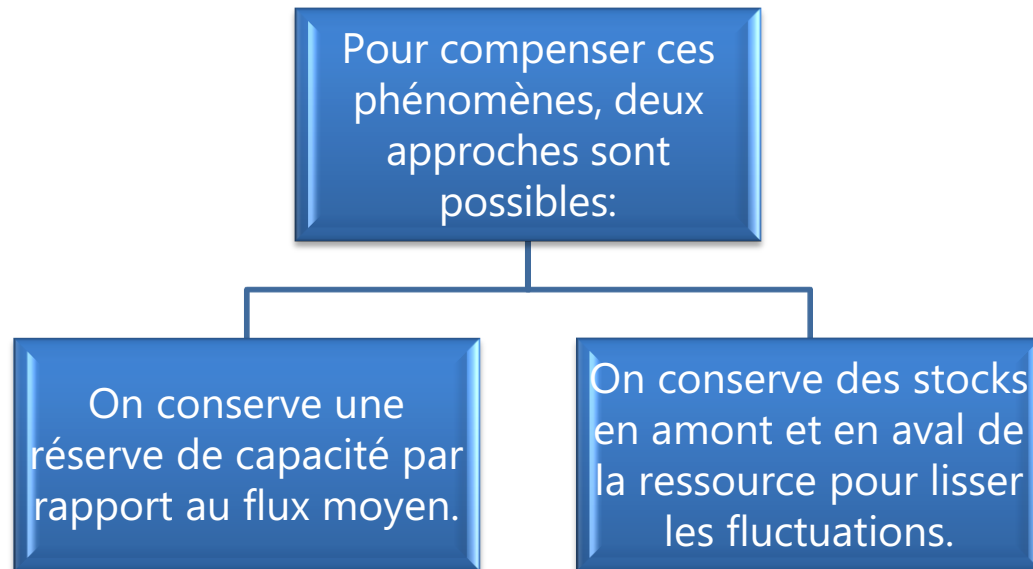 Pour compenser ces
phénomènes, deux
approches sont
possibles:
On conserve une
réserve de capacité par
rapport au flux moyen.
On conserve des stocks
en amont et en aval de
la ressource pour lisser
les fluctuations.